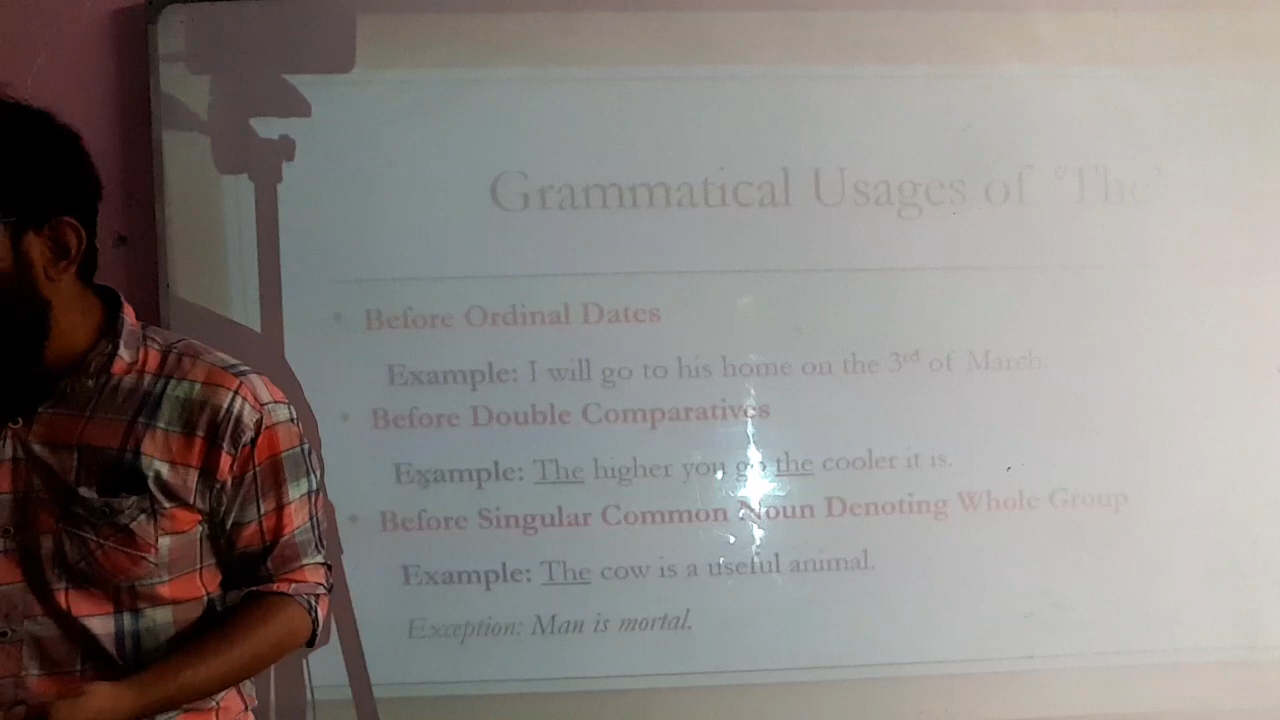 Grammatical Usages of "The"
• Before Ordinal Dates
Example: I will go to his home on the 3rd of March.
• Before Double Comparatives
Example: The higher you go the cooler it is.
• Before Singular Common Noun Denoting Whole Group
Example: The cow is a useful animal.
Exception: Man is mortal.